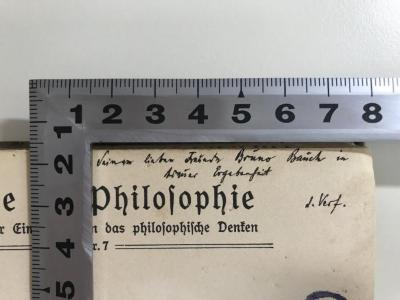 1 2 3 4 5 6 7 8
1
2
3
4
5
Seinem lieben Freunde Bruno Bauch in
treuer Ergebenheit
d. Verf.
e Philosophie
r Ein n das philosophische Denken
r. 7